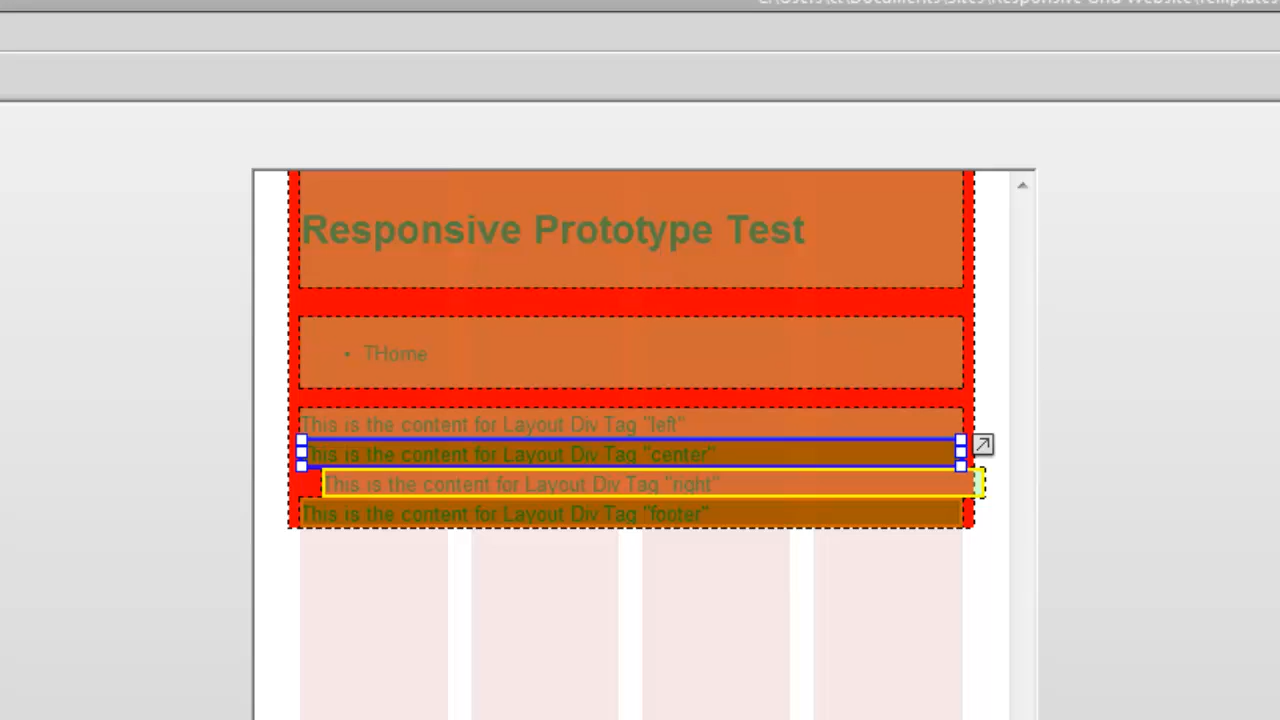 Responsive Prototype Test
• THome
This is the content for Layout Div Tag "left"
This is the content for Layout Div Tag "center"
This is the content for Layout Div Tag "right"
This is the content for Layout Div Tag "footer"